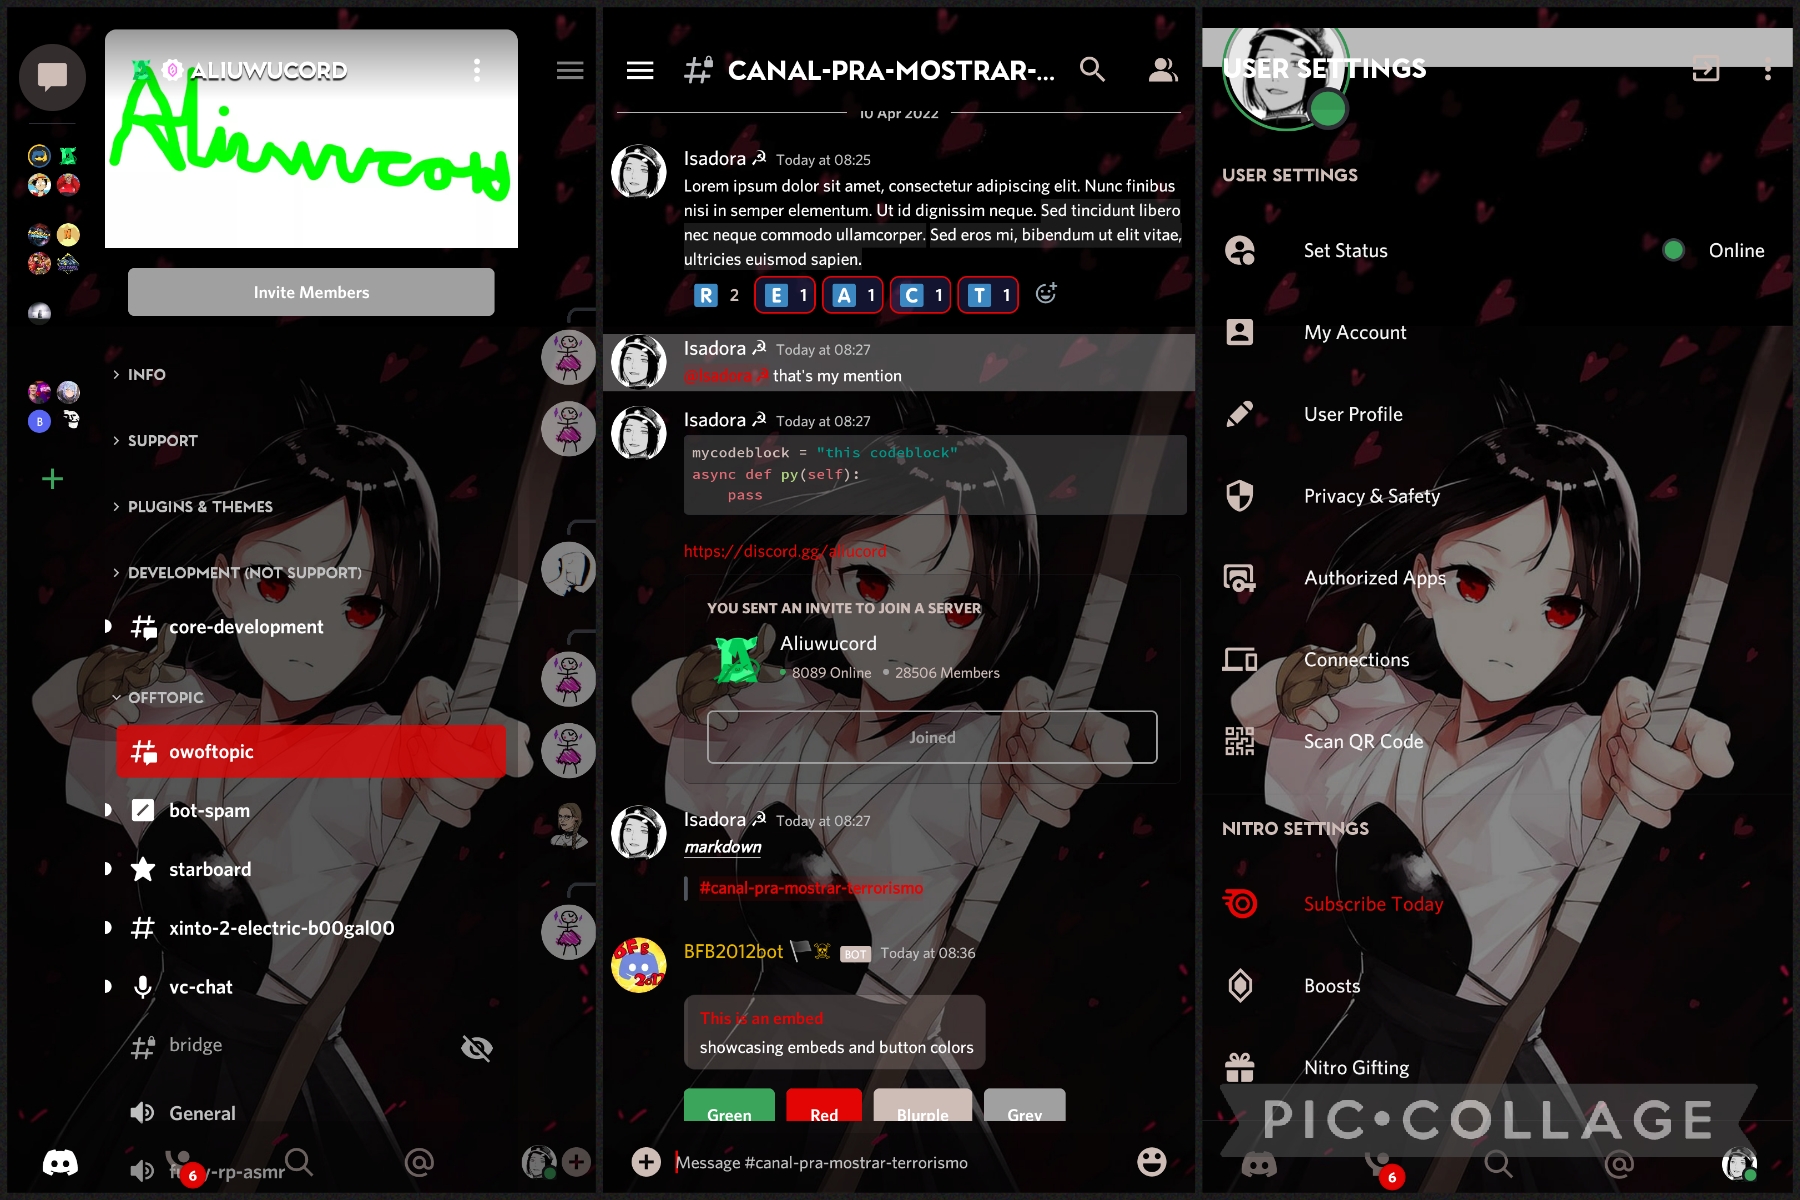 ALIUWUCORD
Aliuwucord
Invite Members
INFO
SUPPORT
PLUGINS & THEMES
DEVELOPMENT (NOT SUPPORT)
core-development
OFFTOPIC
owoftopic
bot-spam
starboard
xinto-2-electric-b00gal00
vc-chat
bridge
General
-rp-asmr
6
B
CANAL-PRA-MOSTRAR-...
10 Apr 2022
Isadora Today at 08:25
Lorem ipsum dolor sit amet, consectetur adipiscing elit. Nunc finibus
nisi in semper elementum. Ut id dignissim neque. Sed tincidunt libero
nec neque commodo ullamcorper. Sed eros mi, bibendum ut elit vitae,
ultricies euismod sapien.
R 2 E 1 A 1 C 1 T 1
Isadora ☭ Today at 08:27
@Isadora ☭ that's my mention
Isadora ☭ Today at 08:27
mycodeblock = "this codeblock"
async def py(self):
pass
https://discord.gg/aliucord
YOU SENT AN INVITE TO JOIN A SERVER
Aliuwucord
8089 Online • 28506 Members
Joined
Isadora ☭ Today at 08:27
markdown
#canal-pra-mostrar-terrorismo
BFB 2012
BFB2012bot BOT Today at 08:36
This is an embed
showcasing embeds and button colors
Green Red Blurple Grey
Message #canal-pra-mostrar-terrorismo
USER SETTINGS
USER SETTINGS
Set Status Online
My Account
User Profile
Privacy & Safety
Authorized Apps
Connections
Scan QR Code
NITRO SETTINGS
Subscribe Today
Boosts
Nitro Gifting
PIC•COLLAGE
6